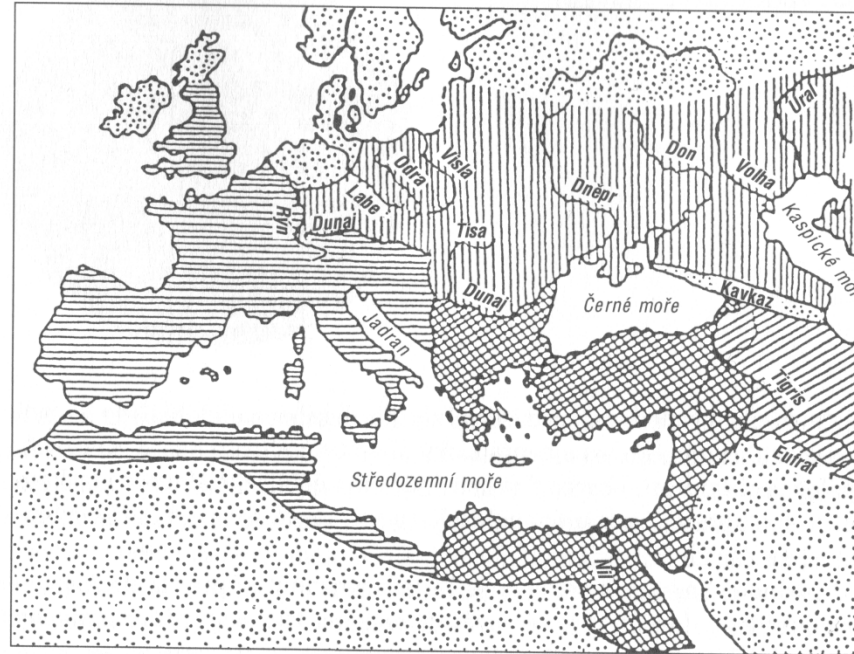 Ural
Visla
Odra
Don
Volha
Labe
Dněpr
Rýn
Dunaj
Tisa
Kaspické moř
Dunaj
Černé moře
Kavkaz
Jadran
Tigris
Eufrat
Středozemní moře
Nil